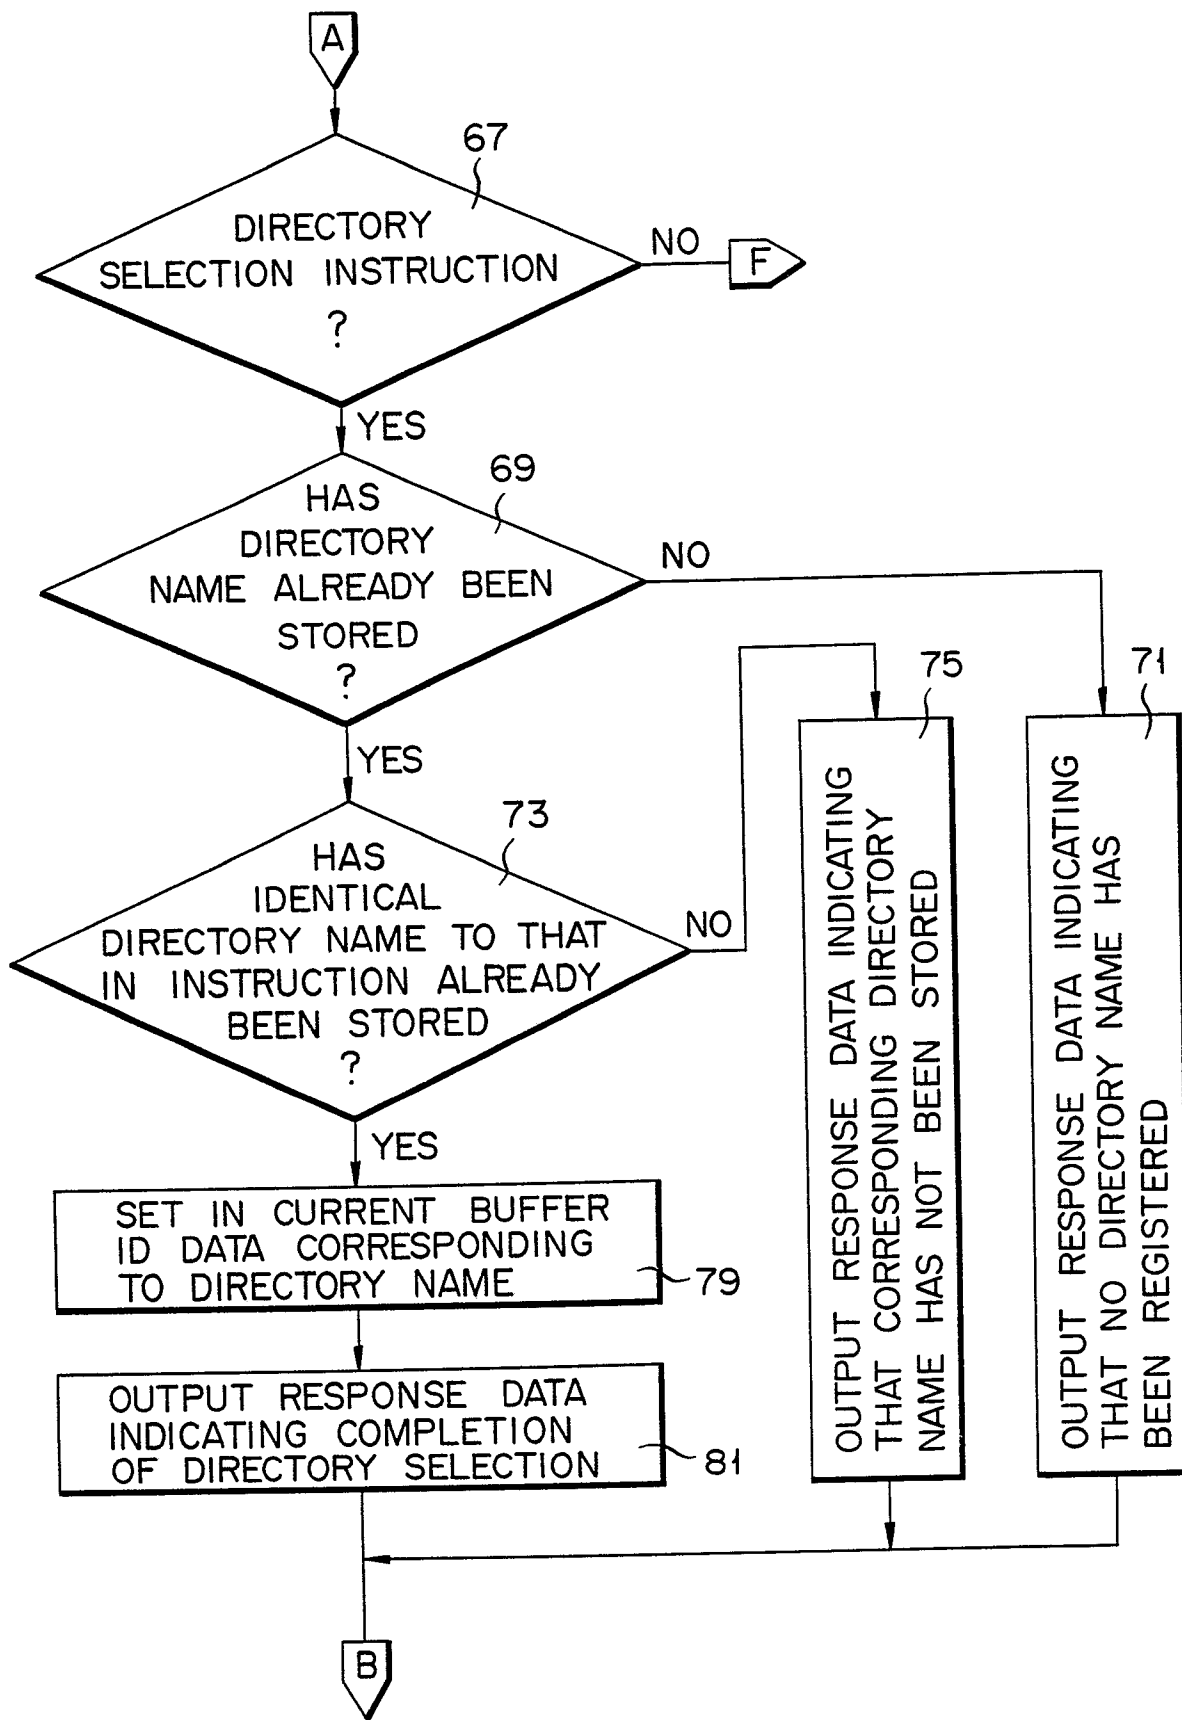 A
67
DIRECTORY
SELECTION INSTRUCTION
?
NO
F
YES
69
HAS
DIRECTORY
NAME ALREADY BEEN
STORED
?
NO
YES
73
HAS
IDENTICAL
DIRECTORY NAME TO THAT
IN INSTRUCTION ALREADY
BEEN STORED
?
NO
YES
75
OUTPUT RESPONSE DATA INDICATING
THAT CORRESPONDING DIRECTORY
NAME HAS NOT BEEN STORED
71
OUTPUT RESPONSE DATA INDICATING
THAT NO DIRECTORY NAME HAS
BEEN REGISTERED
SET IN CURRENT BUFFER
ID DATA CORRESPONDING
TO DIRECTORY NAME
79
OUTPUT RESPONSE DATA
INDICATING COMPLETION
OF DIRECTORY SELECTION
81
B